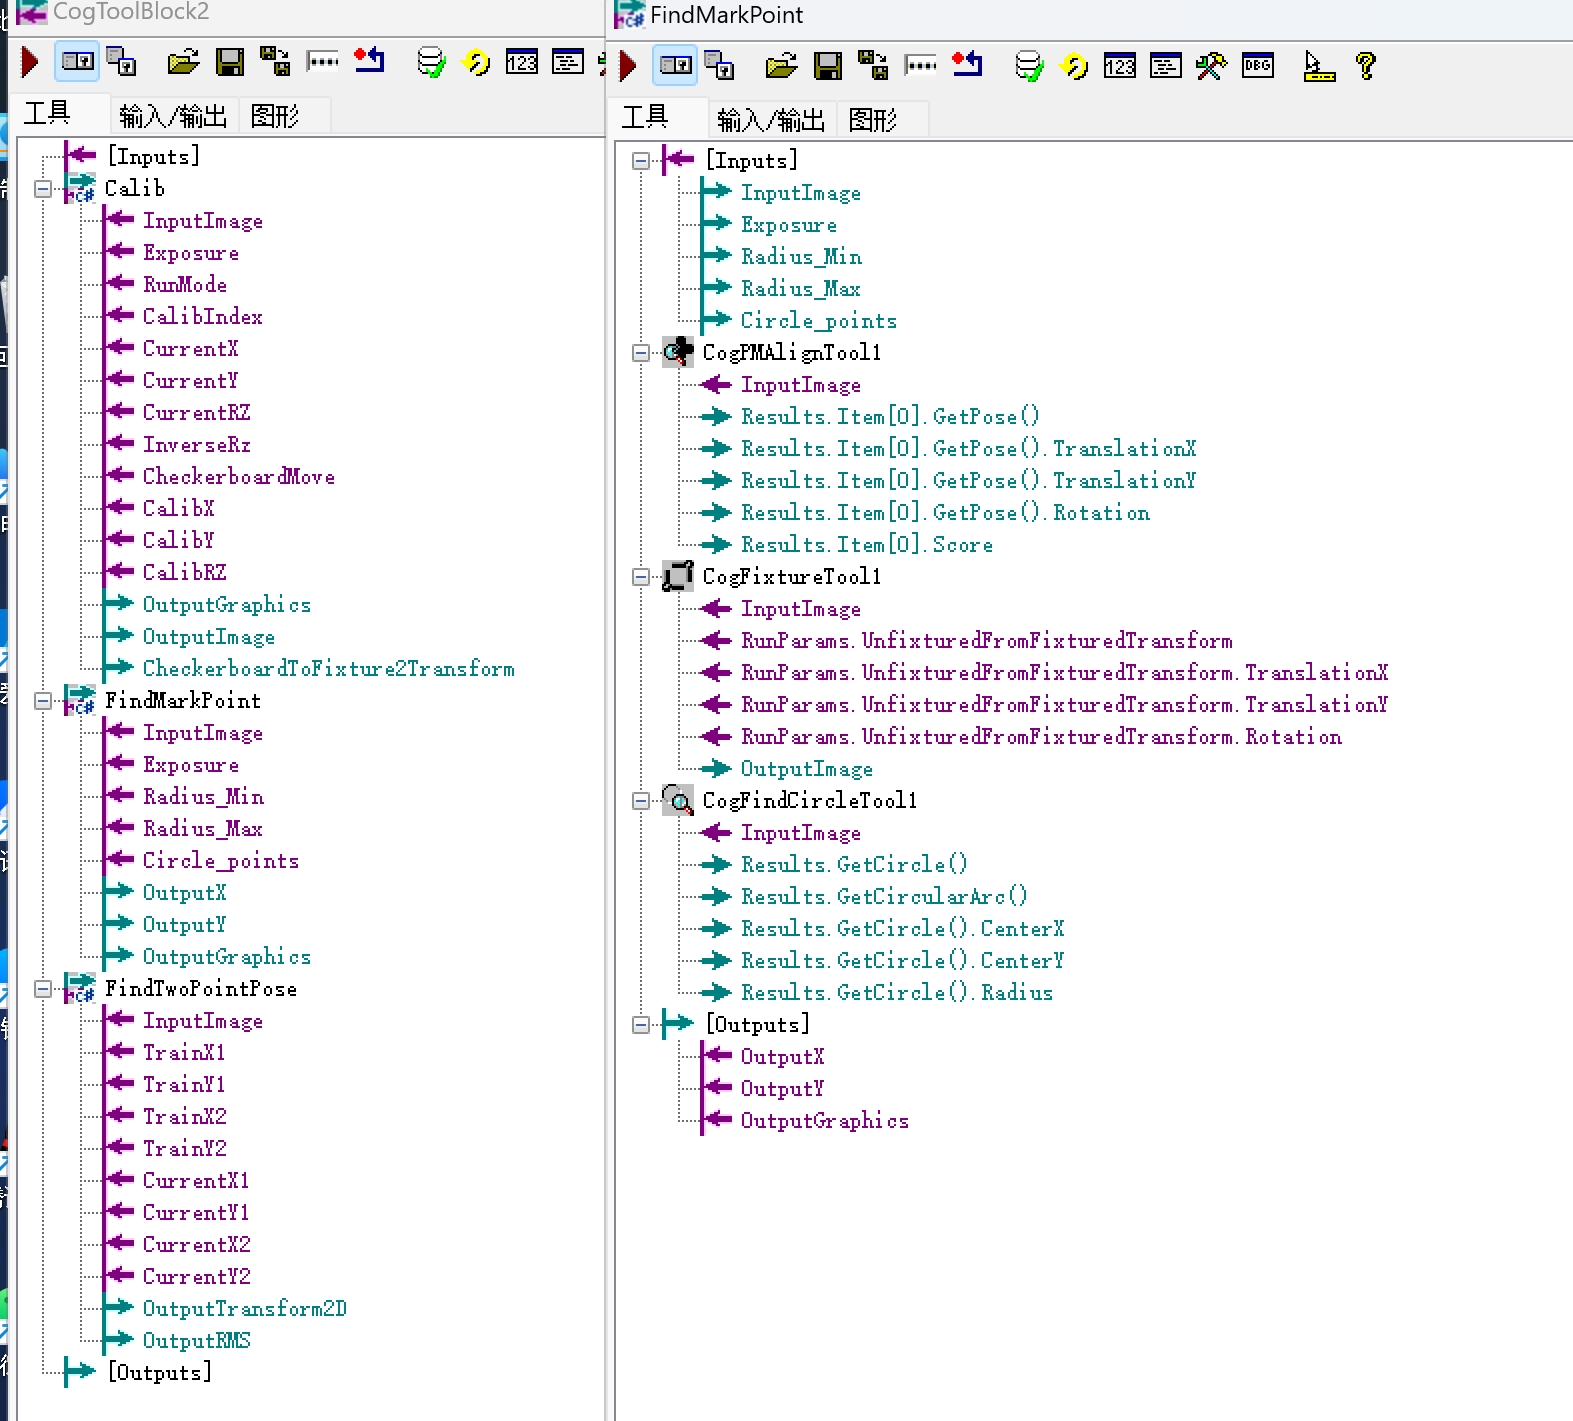 CogToolBlock2
工具
输入/输出
图形
[Inputs]
Calib
InputImage
Exposure
RunMode
CalibIndex
CurrentX
CurrentY
CurrentRZ
InverseRz
CheckerboardMove
CalibX
CalibY
CalibRZ
OutputGraphics
OutputImage
CheckerboardToFixture2Transform
FindMarkPoint
InputImage
Exposure
Radius_Min
Radius_Max
Circle_points
OutputX
OutputY
OutputGraphics
FindTwoPointPose
InputImage
TrainX1
TrainY1
TrainX2
TrainY2
CurrentX1
CurrentY1
CurrentX2
CurrentY2
OutputTransform2D
OutputRMS
[Outputs]
FindMarkPoint
工具
输入/输出
图形
[Inputs]
InputImage
Exposure
Radius_Min
Radius_Max
Circle_points
CogPMAlignTool1
InputImage
Results.Item[0].GetPose()
Results.Item[0].GetPose().TranslationX
Results.Item[0].GetPose().TranslationY
Results.Item[0].GetPose().Rotation
Results.Item[0].Score
CogFixtureTool1
InputImage
RunParams.UnfixturedFromFixturedTransform
RunParams.UnfixturedFromFixturedTransform.TranslationX
RunParams.UnfixturedFromFixturedTransform.TranslationY
RunParams.UnfixturedFromFixturedTransform.Rotation
OutputImage
CogFindCircleTool1
InputImage
Results.GetCircle()
Results.GetCircularArc()
Results.GetCircle().CenterX
Results.GetCircle().CenterY
Results.GetCircle().Radius
[Outputs]
OutputX
OutputY
OutputGraphics